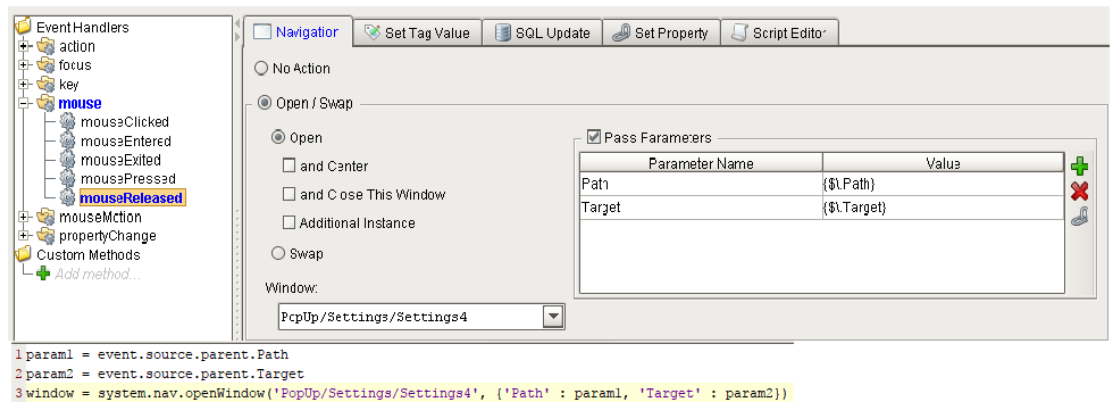 EventHandlers
action
focus
key
mouse
mouseClicked
mouseEntered
mouseExited
mousePressed
mouseReleased
mouseMotion
propertyChange
Custom Methods
Add method...
Navigation
Set Tag Value
SQL Update
Set Property
Script Editor
No Action
Open / Swap
Open
and Center
and Close This Window
Additional Instance
Swap
Window:
PopUp/Settings/Settings4
Pass Parameters
Parameter Name Value
Path {$\.Path}
Target {$\.Target}
1 param1 = event.source.parent.Path
2 param2 = event.source.parent.Target
3 window = system.nav.openWindow('PopUp/Settings/Settings4', {'Path' : param1, 'Target' : param2})